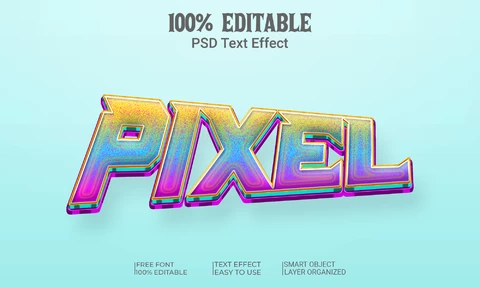 100% EDITABLE
PSD Text Effect
PIXEL
FREE FONT
100% EDITABLE
TEXT EFFECT
EASY TO USE
SMART OBJECT
LAYER ORGANIZED